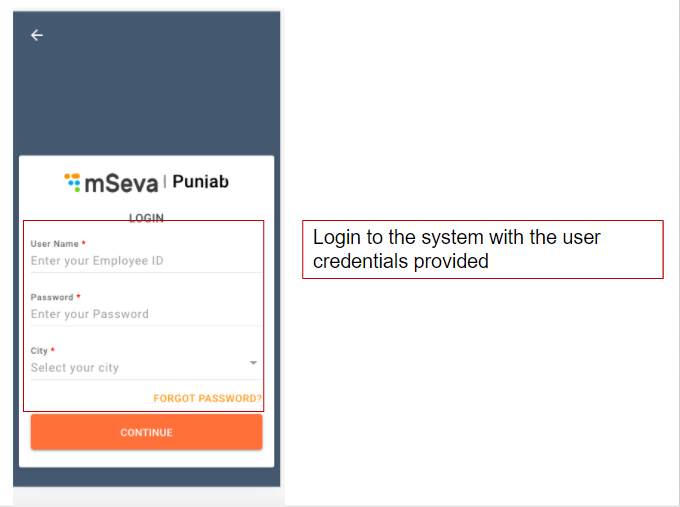 mSeva | Punjab
LOGIN
User Name *
Enter your Employee ID
Password *
Enter your Password
City *
Select your city
FORGOT PASSWORD?
CONTINUE
Login to the system with the user
credentials provided